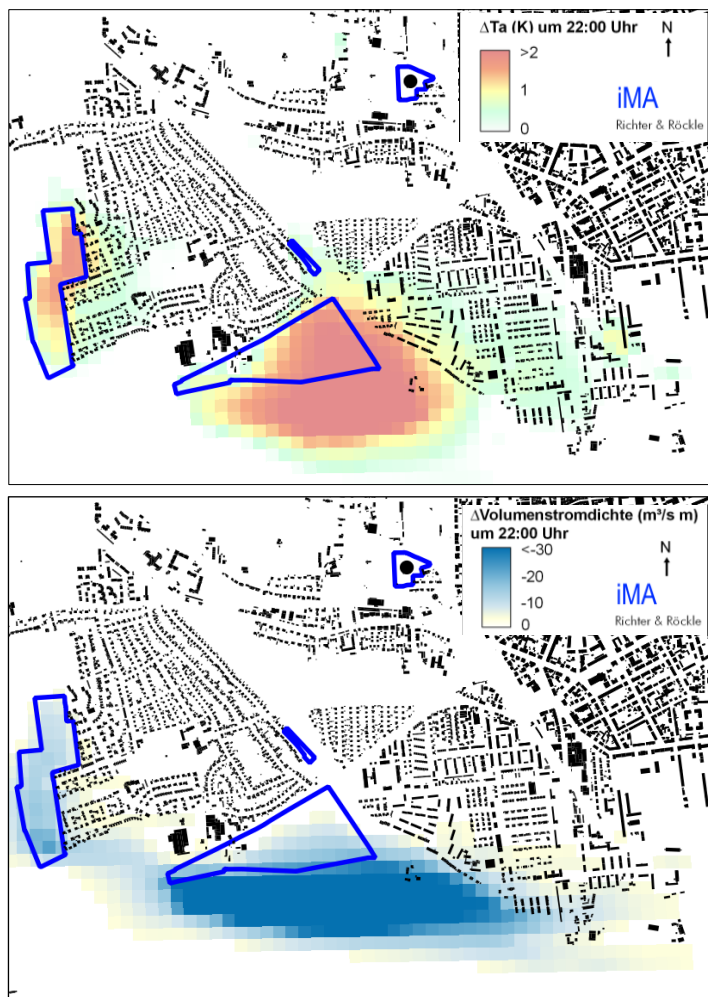 ΔTa (K) um 22:00 Uhr
N
>2
1
0
iMA
Richter & Röckle
ΔVolumenstromdichte (m³/s m)
um 22:00 Uhr
N
<-30
-20
-10
0
iMA
Richter & Röckle